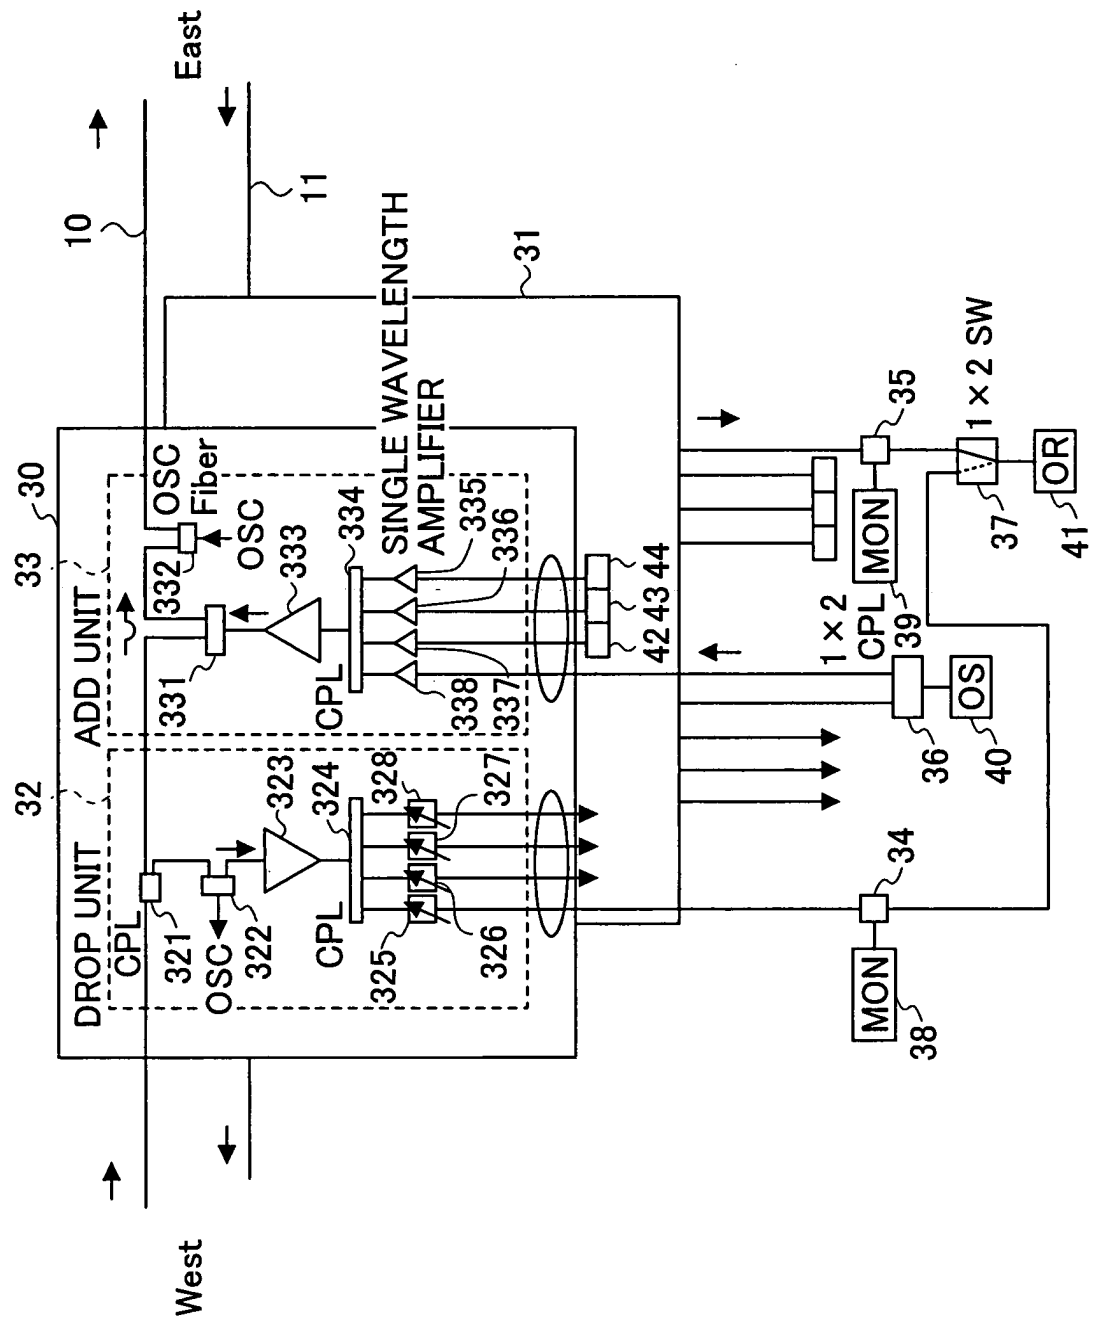 West
East
10
11
30
31
32
33
DROP UNIT
ADD UNIT
CPL
321
OSC
322
323
CPL
324
325
326
327
328
331
332
OSC
Fiber
OSC
333
334
CPL
SINGLE WAVELENGTH
AMPLIFIER
335
336
337
338
42
43
44
34
MON
38
1×2
CPL
36
OS
40
35
MON
39
1×2 SW
37
OR
41